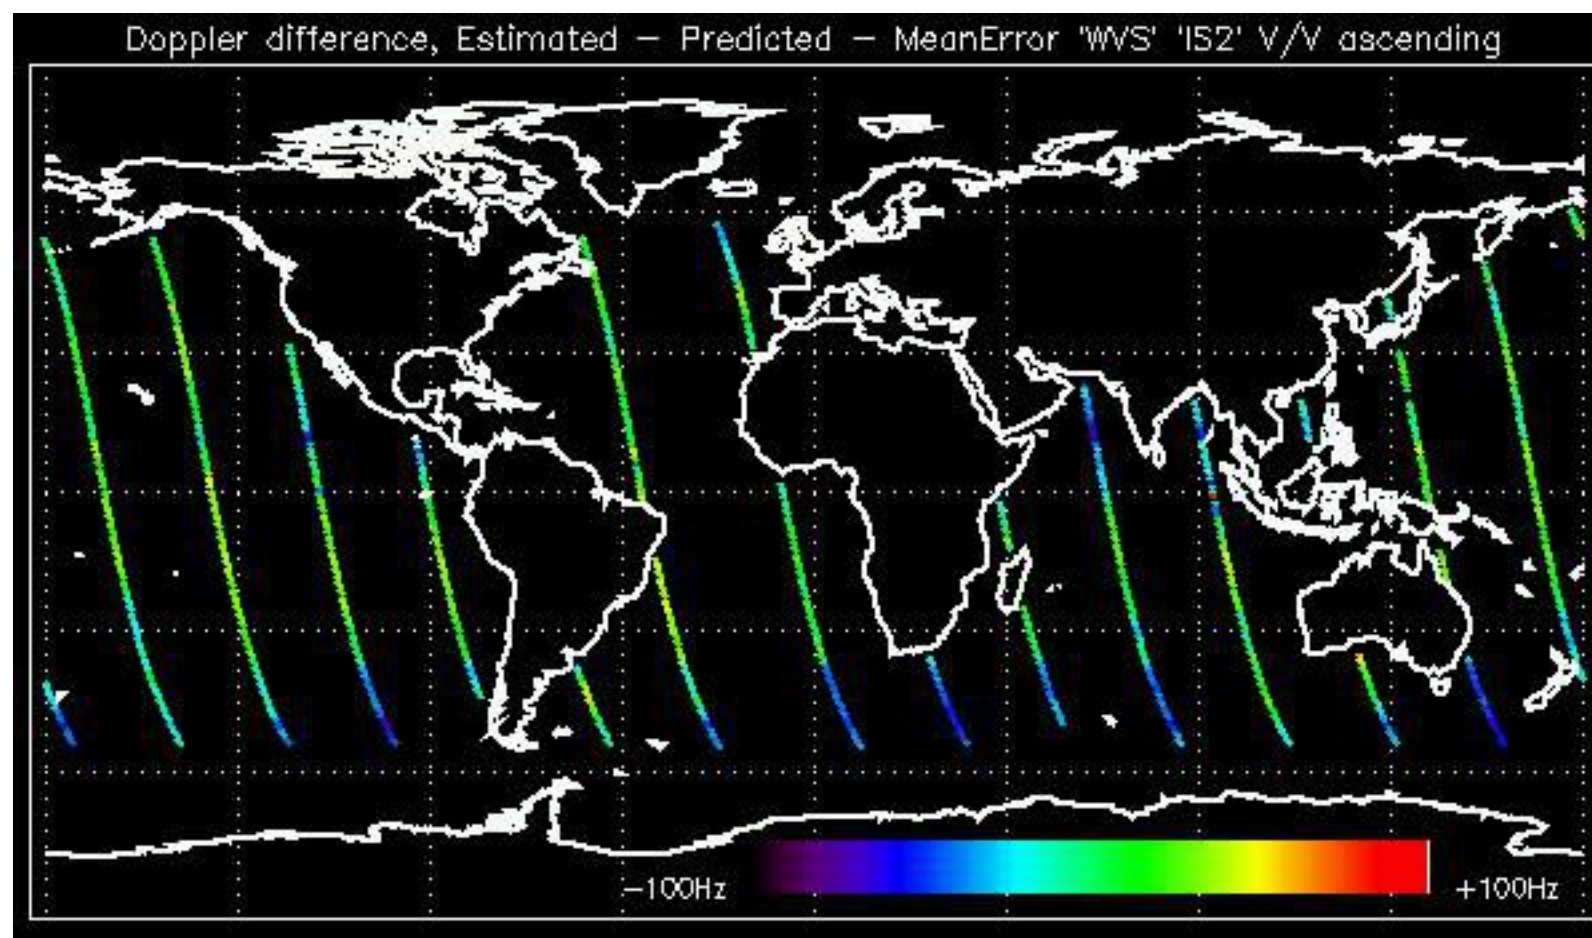 Doppler difference, Estimated – Predicted – MeanError 'WVS' 'IS2' V/V ascending
–100Hz +100Hz